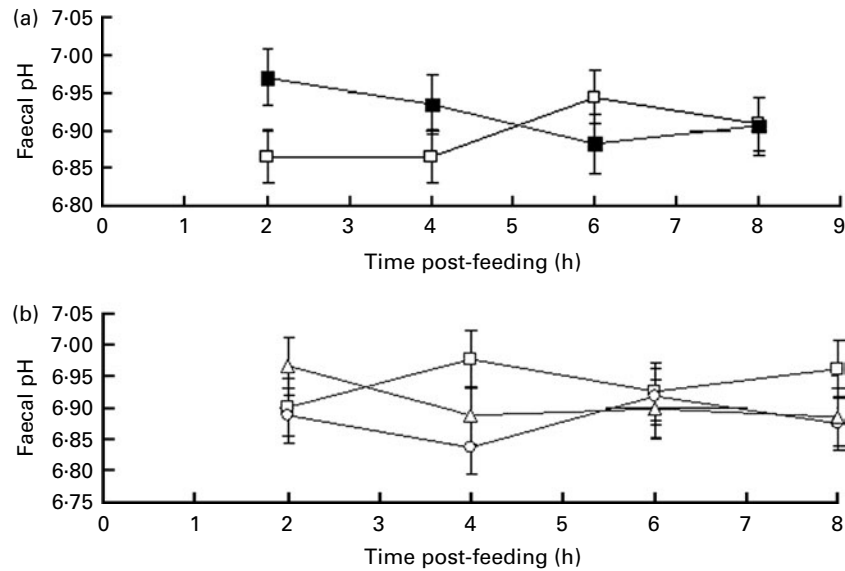 (a)
Faecal pH
7·05
7·00
6·95
6·90
6·85
6·80
0 1 2 3 4 5 6 7 8 9
Time post-feeding (h)
(b)
Faecal pH
7·05
7·00
6·95
6·90
6·85
6·80
6·75
0 1 2 3 4 5 6 7 8
Time post-feeding (h)